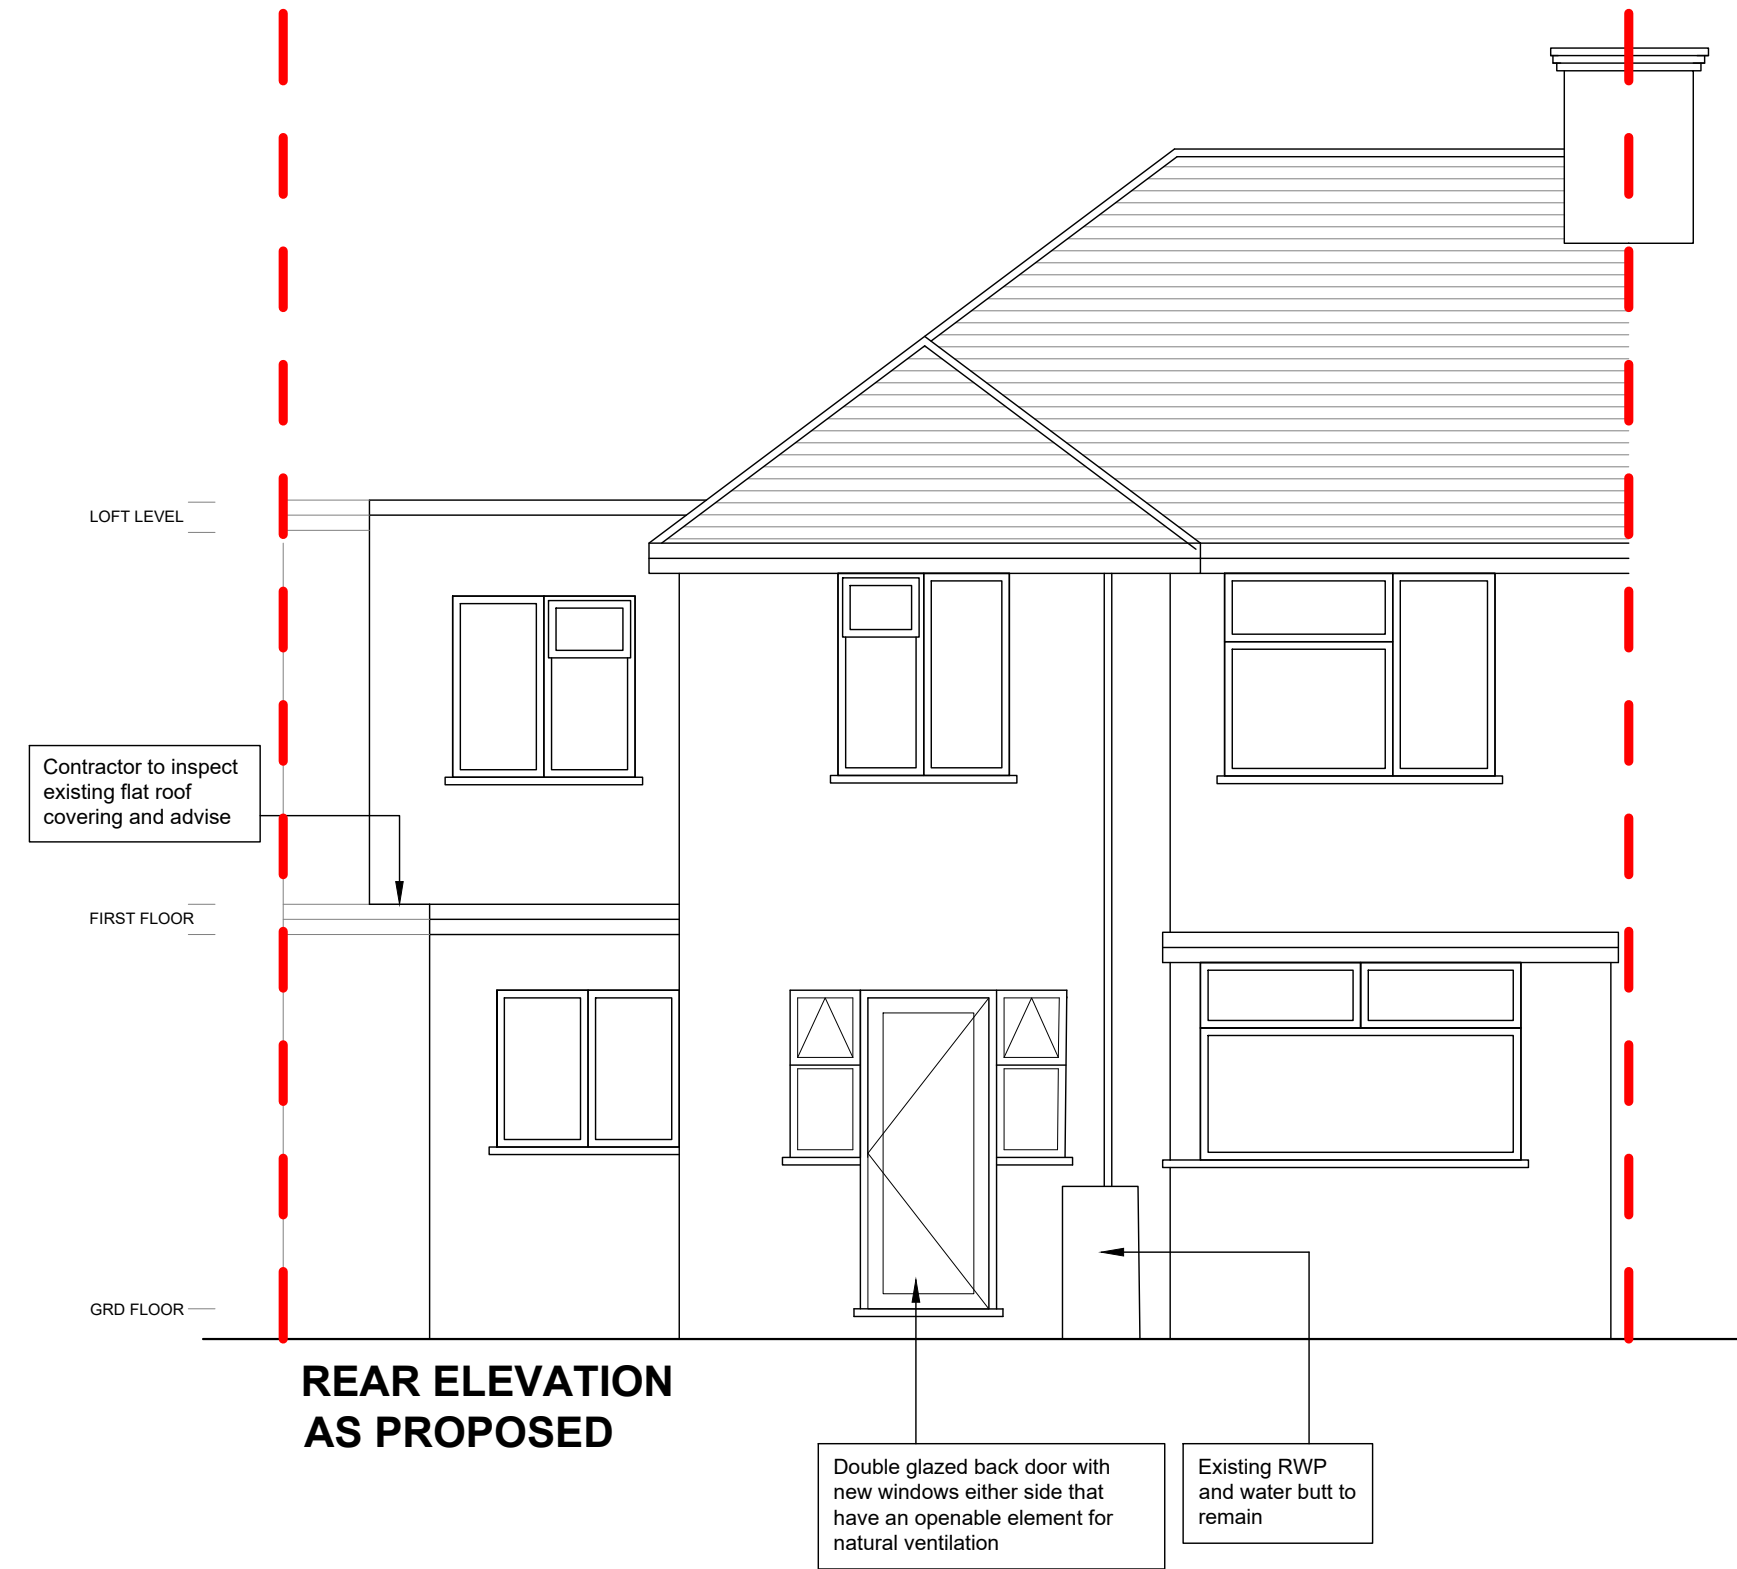 LOFT LEVEL
Contractor to inspect
existing flat roof
covering and advise
FIRST FLOOR
GRD FLOOR
REAR ELEVATION
AS PROPOSED
Double glazed back door with
new windows either side that
have an openable element for
natural ventilation
Existing RWP
and water butt to
remain